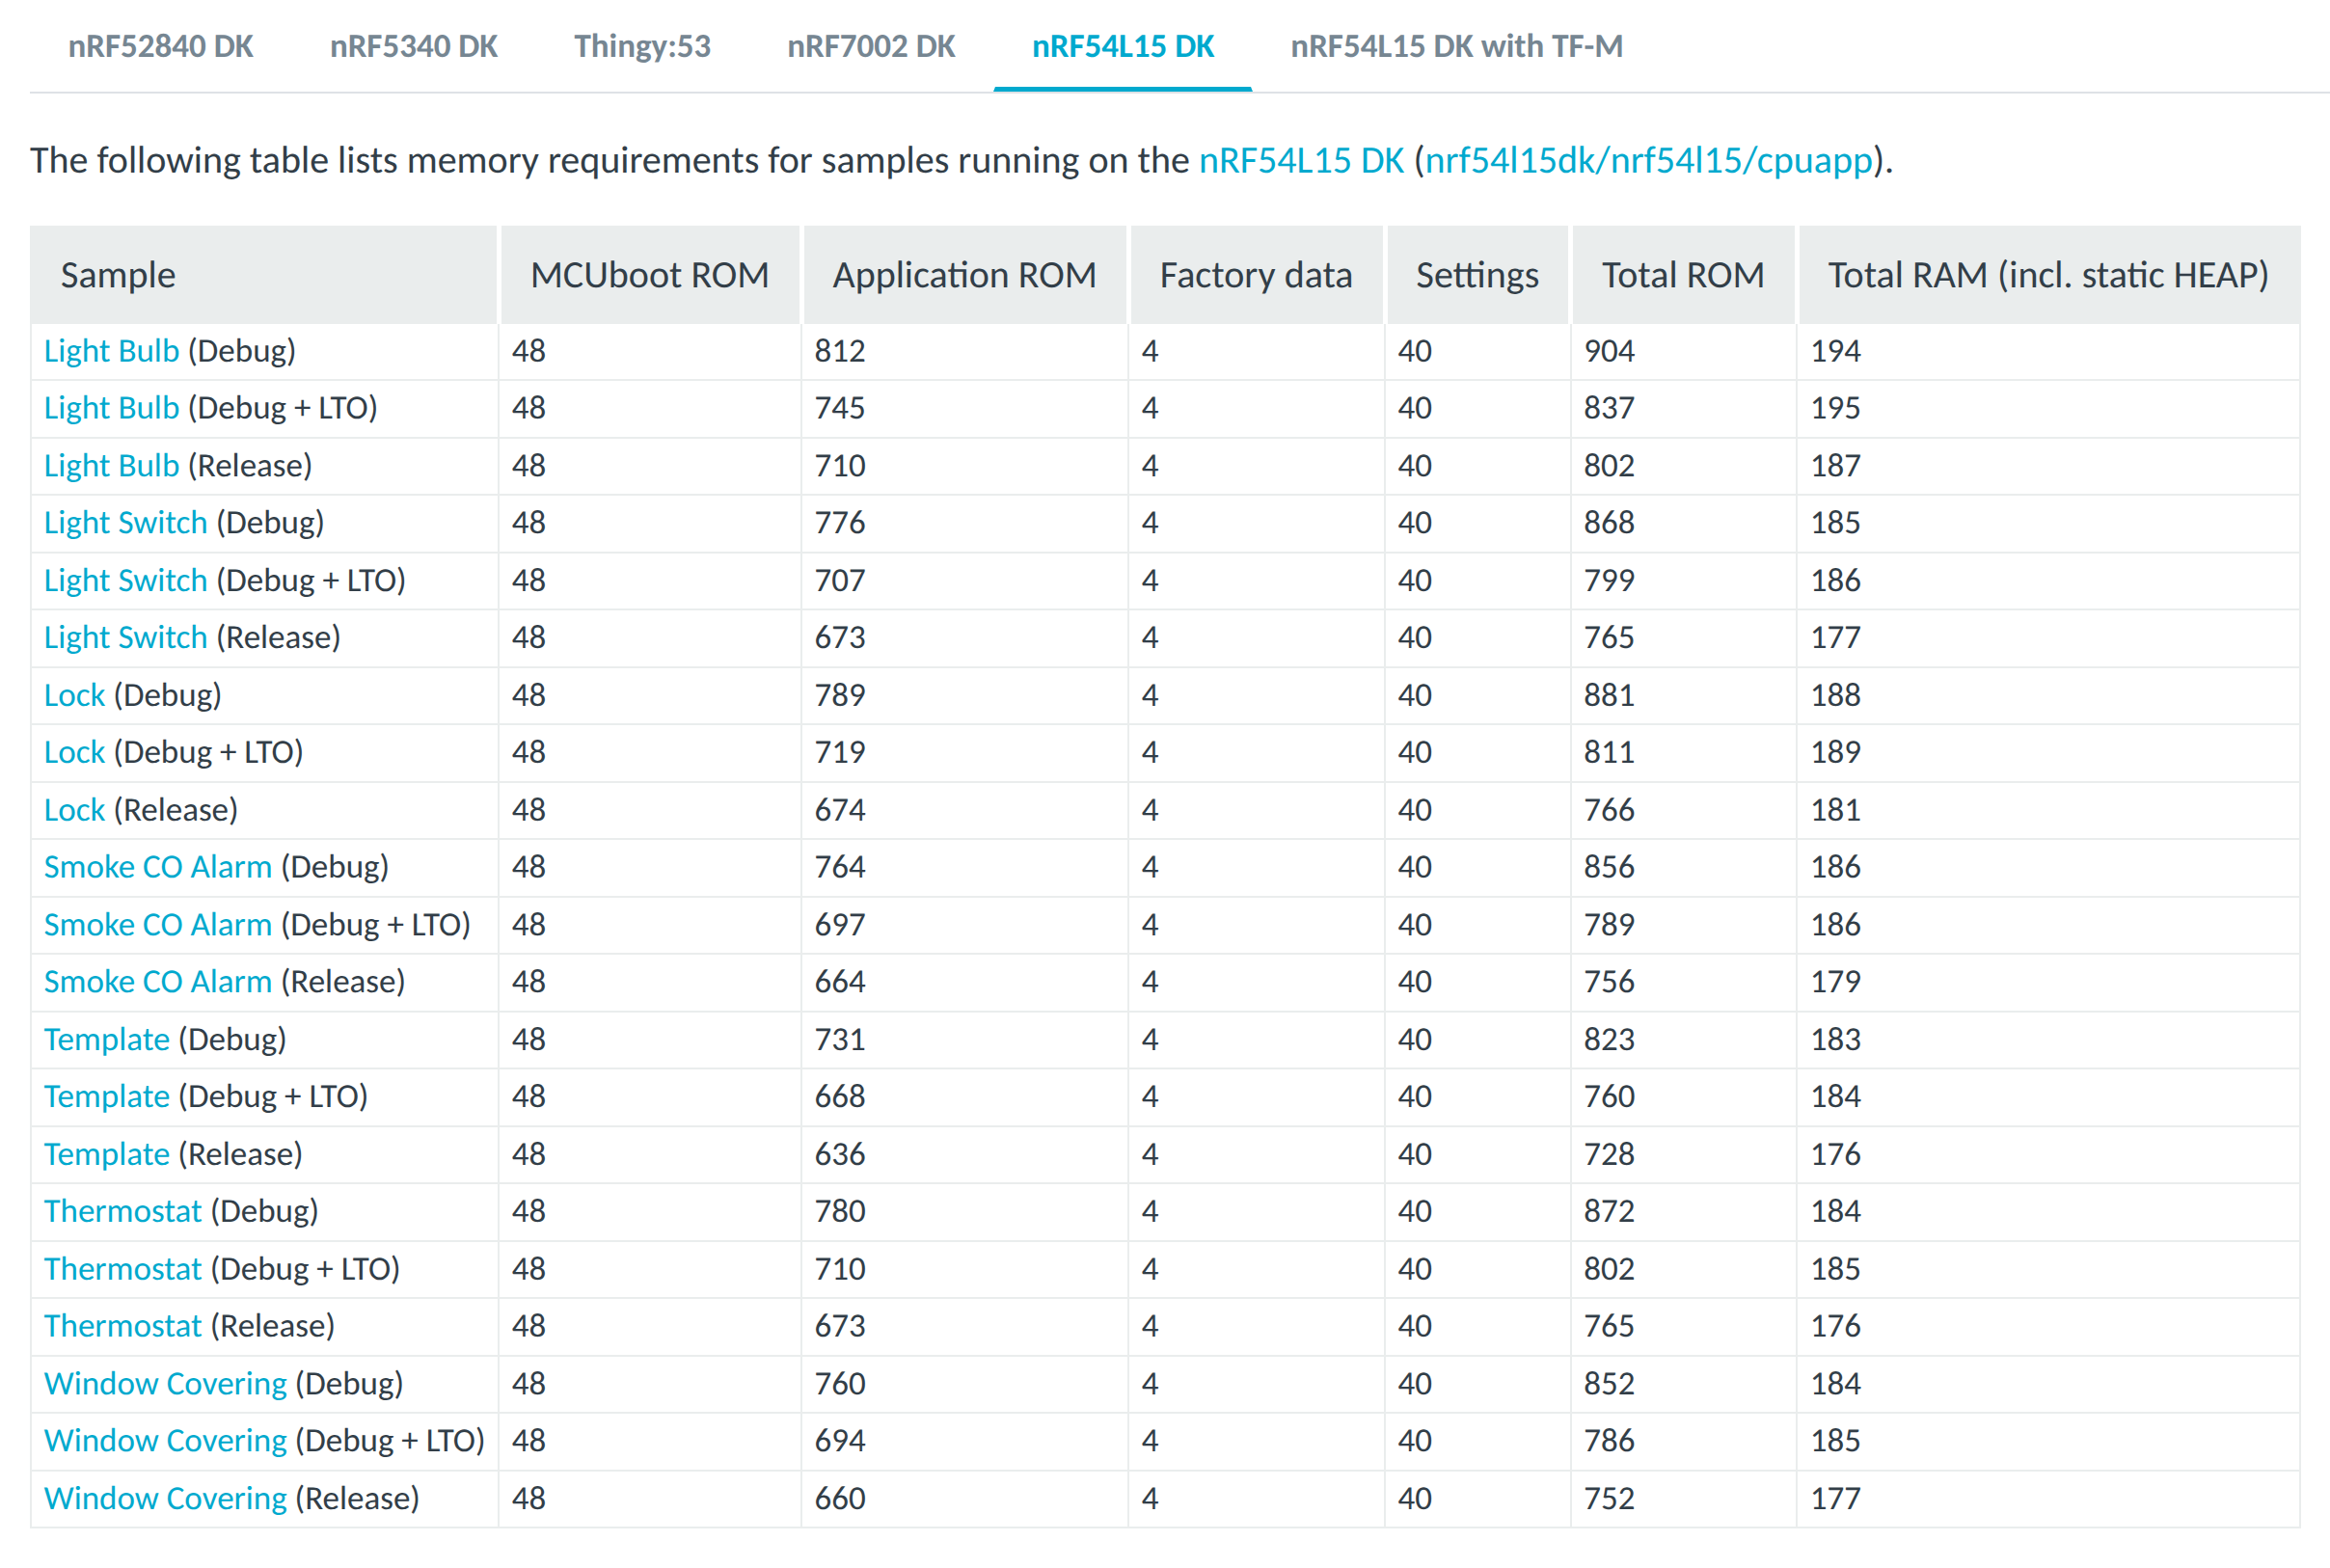 nRF52840 DK nRF5340 DK Thingy:53 nRF7002 DK nRF54L15 DK nRF54L15 DK with TF-M
The following table lists memory requirements for samples running on the nRF54L15 DK (nrf54l15dk/nrf54l15/cpuapp).
Sample MCUboot ROM Application ROM Factory data Settings Total ROM Total RAM (incl. static HEAP)
Light Bulb (Debug) 48 812 4 40 904 194
Light Bulb (Debug + LTO) 48 745 4 40 837 195
Light Bulb (Release) 48 710 4 40 802 187
Light Switch (Debug) 48 776 4 40 868 185
Light Switch (Debug + LTO) 48 707 4 40 799 186
Light Switch (Release) 48 673 4 40 765 177
Lock (Debug) 48 789 4 40 881 188
Lock (Debug + LTO) 48 719 4 40 811 189
Lock (Release) 48 674 4 40 766 181
Smoke CO Alarm (Debug) 48 764 4 40 856 186
Smoke CO Alarm (Debug + LTO) 48 697 4 40 789 186
Smoke CO Alarm (Release) 48 664 4 40 756 179
Template (Debug) 48 731 4 40 823 183
Template (Debug + LTO) 48 668 4 40 760 184
Template (Release) 48 636 4 40 728 176
Thermostat (Debug) 48 780 4 40 872 184
Thermostat (Debug + LTO) 48 710 4 40 802 185
Thermostat (Release) 48 673 4 40 765 176
Window Covering (Debug) 48 760 4 40 852 184
Window Covering (Debug + LTO) 48 694 4 40 786 185
Window Covering (Release) 48 660 4 40 752 177